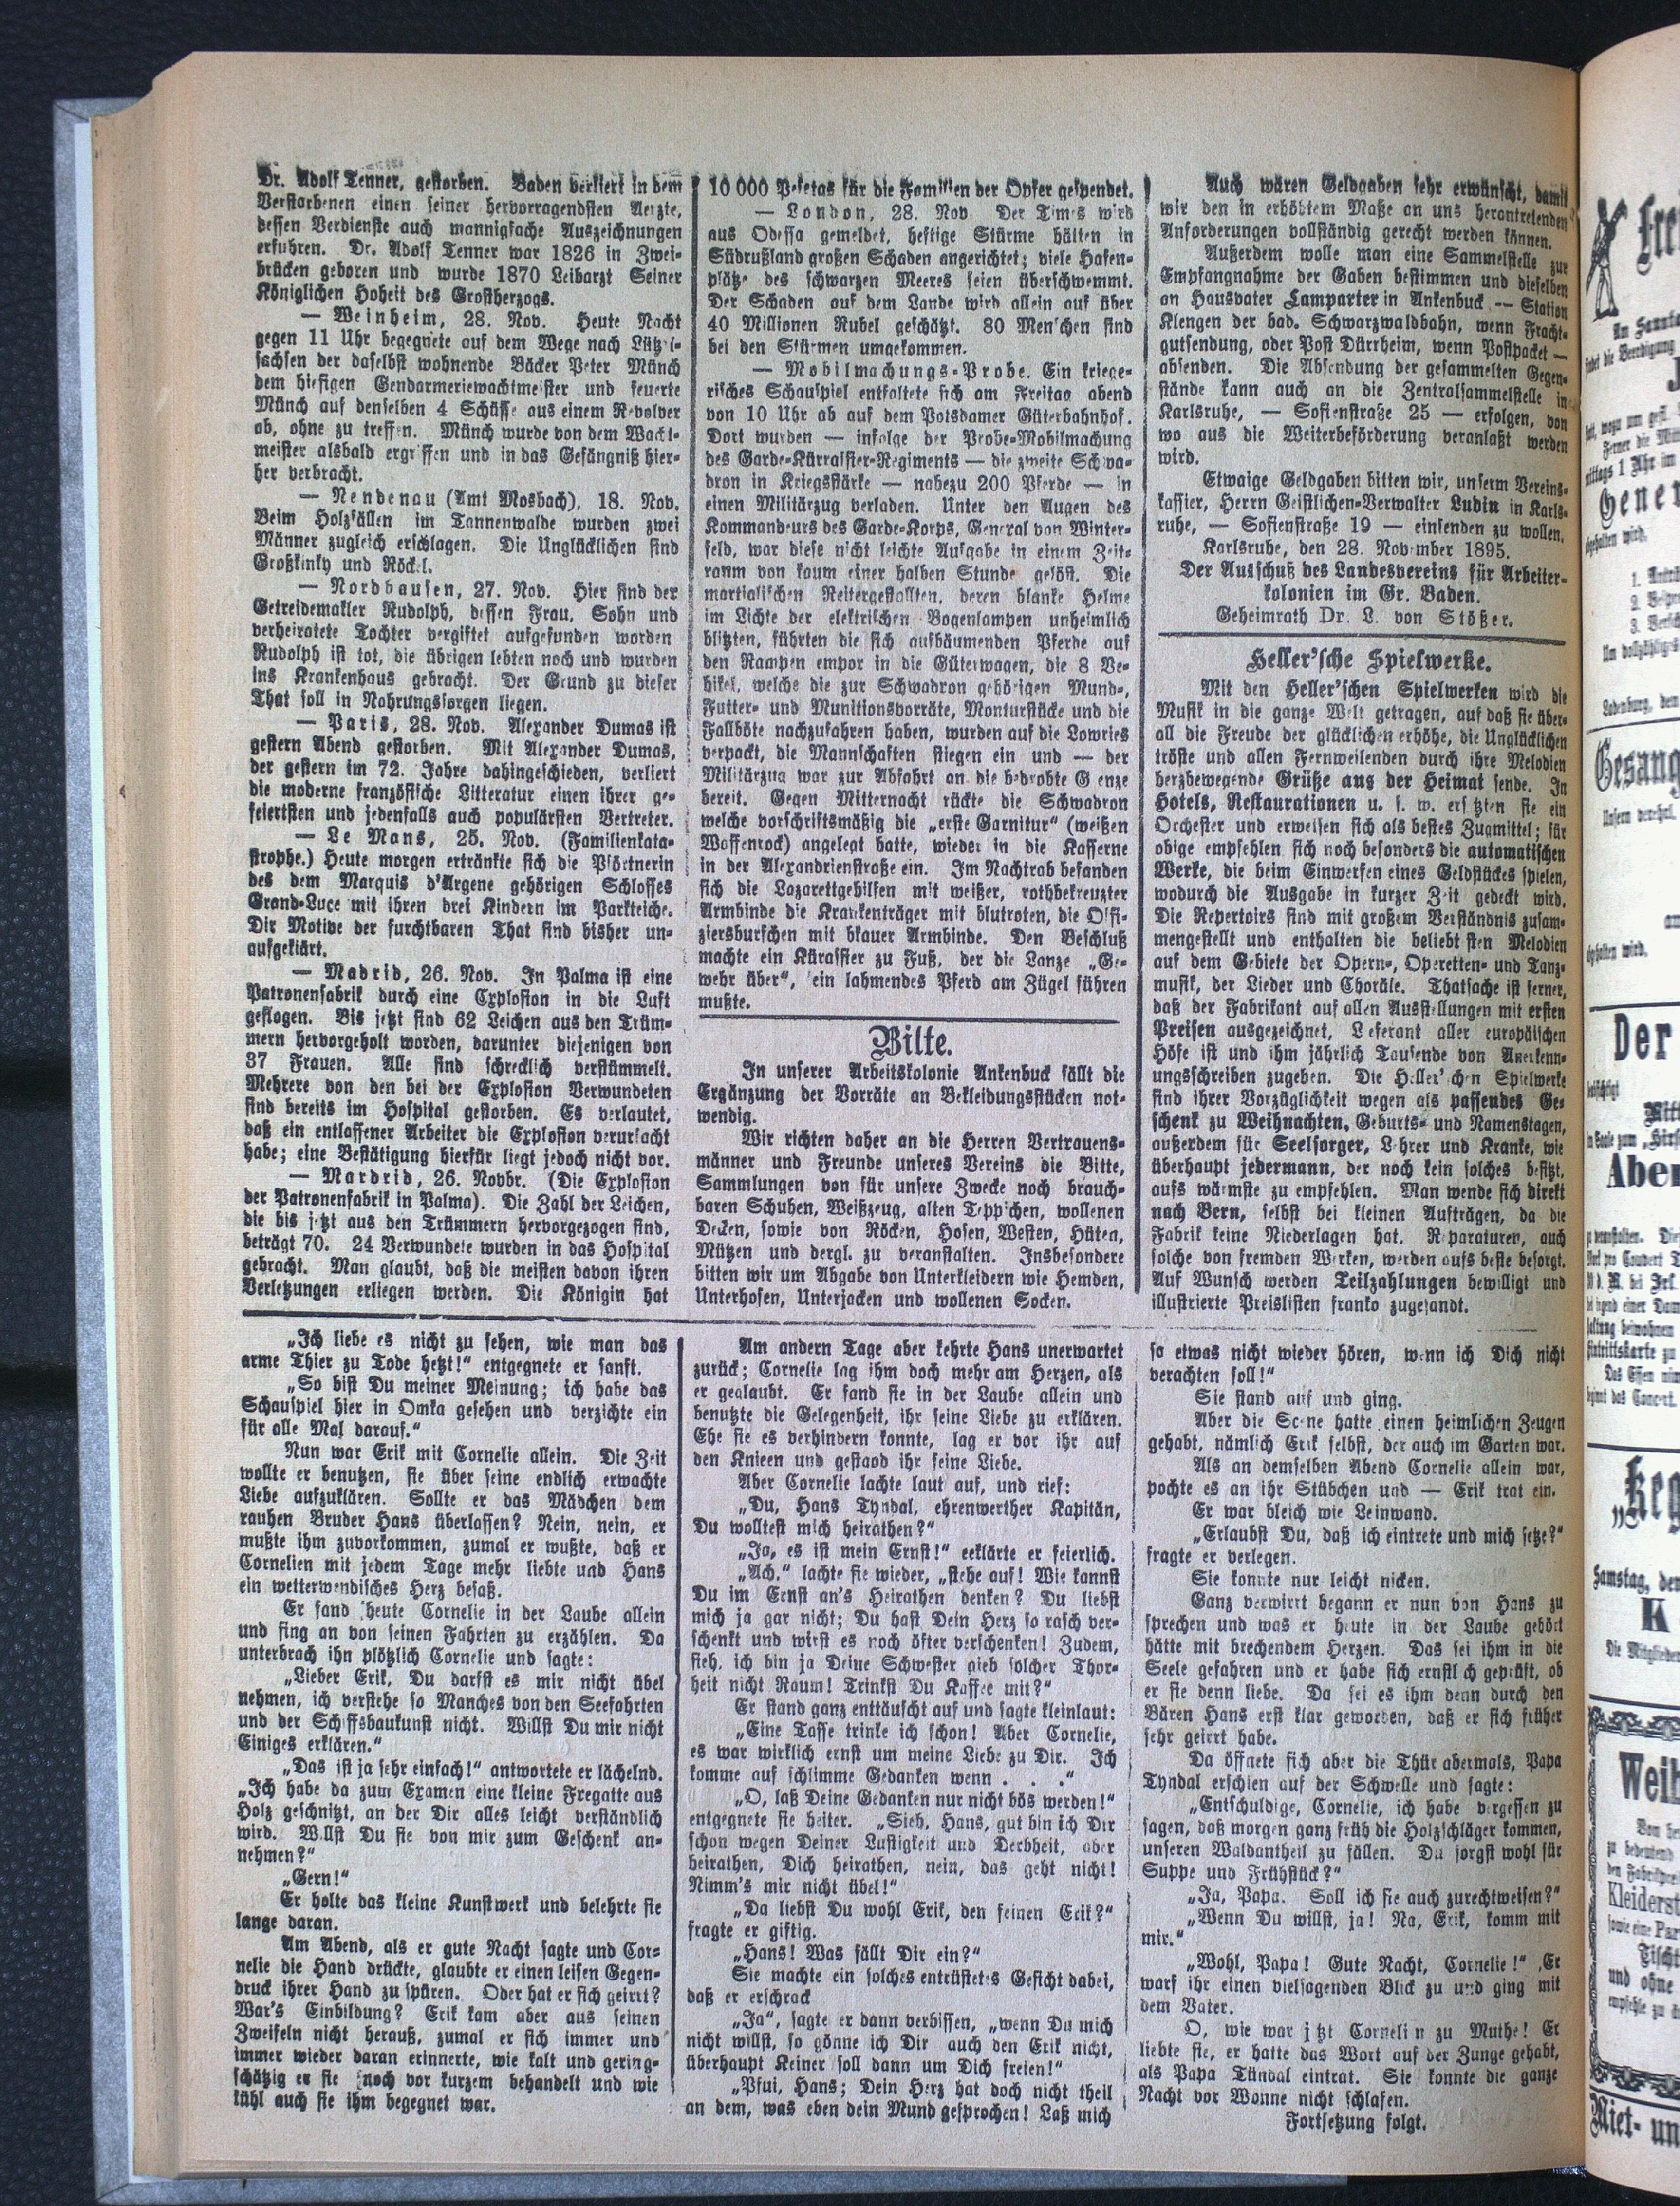 Dr. Adolf Tenner, gestorben. Baden verliert in dem
Verstorbenen einen seiner hervorragendsten Aerzte,
dessen Verdienste auch mannigfache Auszeichnungen
erfuhren. Dr. Adolf Tenner war 1826 in Zwei-
brücken geboren und wurde 1870 Leibarzt Seiner
Königlichen Hoheit des Großherzogs.
— Weinheim, 28. Nov. Heute Nacht
gegen 11 Uhr begegnete auf dem Wege nach Lützel-
sachsen der daselbst wohnende Bäcker Peter Münch
dem hiesigen Gendarmeriewachtmeister und feuerte
Münch auf denselben 4 Schüsse aus einem Revolver
ab, ohne zu treffen. Münch wurde von dem Wacht-
meister alsbald ergriffen und in das Gefängniß hier-
her verbracht.
— Nendenau (Amt Mosbach), 18. Nov.
Beim Holzfällen im Tannenwalde wurden zwei
Männer zugleich erschlagen. Die Unglücklichen sind
Großkinky und Röckel.
— Nordhausen, 27. Nov. Hier sind der
Getreidemakler Rudolph, dessen Frau, Sohn und
verheiratete Tochter vergiftet aufgefunden worden
Rudolph ist tot, die übrigen lebten noch und wurden
ins Krankenhaus gebracht. Der Grund zu dieser
That soll in Nahrungssorgen liegen.
— Paris, 28. Nov. Alexander Dumas ist
gestern Abend gestorben. Mit Alexander Dumas,
der gestern im 72. Jahre dahingeschieden, verliert
die moderne französische Litteratur einen ihrer ge-
feiertsten und jedenfalls auch populärsten Vertreter.
— Le Mans, 25. Nov. (Familienkata-
strophe.) Heute morgen ertränkte sich die Pförtnerin
des dem Marquis d'Argene gehörigen Schlosses
Grand-Luce mit ihren drei Kindern im Parkteiche.
Dir Motive der furchtbaren That sind bisher un-
aufgeklärt.
— Madrid, 26. Nov. In Palma ist eine
Patronenfabrik durch eine Explosion in die Luft
geflogen. Bis jetzt sind 62 Leichen aus den Trüm-
mern hervorgeholt worden, darunter diejenigen von
37 Frauen. Alle sind schrecklich verstümmelt.
Mehrere von den bei der Explosion Verwundeten
sind bereits im Hospital gestorben. Es verlautet,
daß ein entlassener Arbeiter die Explosion verursacht
habe; eine Bestätigung hierfür liegt jedoch nicht vor.
— Mardrid, 26. Novbr. (Die Explosion
der Patronenfabrik in Palma). Die Zahl der Leichen,
die bis jetzt aus den Trümmern hervorgezogen sind,
beträgt 70. 24 Verwundete wurden in das Hospital
gebracht. Man glaubt, daß die meisten davon ihren
Verletzungen erliegen werden. Die Königin hat
10 000 Pesetas für die Familien der Opfer gespendet.
— London, 28. Nov Der Times wird
aus Odessa gemeldet, heftige Stürme hätten in
Südrußland großen Schaden angerichtet; viele Hafen-
plätze des schwarzen Meeres seien überschwemmt.
Der Schaden auf dem Lande wird allein auf über
40 Millionen Rubel geschätzt. 80 Menschen sind
bei den Stürmen umgekommen.
— Mobilmachungs-Probe. Ein kriege-
risches Schauspiel entfaltete sich am Freitag abend
von 10 Uhr ab auf dem Potsdamer Güterbahnhof.
Dort wurden — infolge der Probe-Mobilmachung
des Garde-Kürrassier-Regiments — die zweite Schwa-
dron in Kriegsstärke — nahezu 200 Pferde — in
einen Militärzug verladen. Unter den Augen des
Kommandeurs des Garde-Korps, General von Winter-
feld, war diese nicht leichte Aufgabe in einem Zeit-
raum von kaum einer halben Stunde gelöst. Die
martialischen Reitergestallten, deren blanke Helme
im Lichte der elektrischen Bogenlampen unheimlich
blitzten, führten die sich aufbäumenden Pferde auf
den Rampen empor in die Güterwagen, die 8 Ve-
hikel, welche die zur Schwadron gehörigen Mund-,
Futter- und Munitionsvorräte, Monturstücke und die
Fallböte nachzufahren haben, wurden auf die Lowries
verpackt, die Mannschaften stiegen ein und — der
Militärzug war zur Abfahrt an die bedrohte Grenze
bereit. Gegen Mitternacht rückte die Schwadron
welche vorschriftsmäßig die „erste Garnitur“ (weißen
Waffenrock) angelegt hatte, wieder in die Kaserne
in der Alexandrienstraße ein. Im Nachtrab befanden
sich die Lazarettgehilfen mit weißer, rothbekreuzter
Armbinde die Krankenträger mit blutroten, die Offi-
ziersburschen mit blauer Armbinde. Den Beschluß
machte ein Kürassier zu Fuß, der die Lanze „Ge-
wehr über“, ein lahmendes Pferd am Zügel führen
mußte.
Bitte.
In unserer Arbeitskolonie Ankenbuck fällt die
Ergänzung der Vorräte an Bekleidungsstücken not-
wendig.
Wir richten daher an die Herren Vertrauens-
männer und Freunde unseres Vereins die Bitte,
Sammlungen von für unsere Zwecke noch brauch-
baren Schuhen, Weißzeug, alten Teppichen, wollenen
Decken, sowie von Röcken, Hosen, Westen, Hüten,
Mützen und dergl. zu veranstalten. Insbesondere
bitten wir um Abgabe von Unterkleidern wie Hemden,
Unterhosen, Unterjacken und wollenen Socken.
Auch wären Geldgaben sehr erwünscht, damit
wir den in erhöhtem Maße an uns herantretenden
Anforderungen vollständig gerecht werden können.
Außerdem wolle man eine Sammelstelle zur
Empfangnahme der Gaben bestimmen und dieselben
an Hausvater Lamparter in Ankenbuck -- Station
Klengen der bad. Schwarzwaldbahn, wenn Fracht-
gutsendung, oder Post Dürrheim, wenn Postpacket —
absenden. Die Absendung der gesammelten Gegen-
stände kann auch an die Zentralsammelstelle in
Karlsruhe, — Sofienstraße 25 — erfolgen, von
wo aus die Weiterbeförderung veranlaßt werden
wird.
Etwaige Geldgaben bitten wir, unserm Vereins-
kassier, Herrn Geistlichen-Verwalter Ludin in Karls-
ruhe, — Sofienstraße 19 — einsenden zu wollen.
Karlsruhe, den 28. November 1895.
Der Ausschuß des Landesvereins für Arbeiter-
kolonien im Gr. Baden.
Geheimrath Dr. L. von Stößer.
Heller'sche Spielwerke.
Mit den Heller'schen Spielwerken wird die
Musik in die ganze Welt getragen, auf daß sie über-
all die Freude der glücklichen erhöhe, die Unglücklichen
tröste und allen Fernweilenden durch ihre Melodien
herzbewegende Grüße aus der Heimat sende. In
Hotels, Restaurationen u. s. w. ersetzten sie ein
Orchester und erweisen sich als bestes Zugmittel; für
obige empfehlen sich noch besonders die automatischen
Werke, die beim Einwerfen eines Geldstückes spielen,
wodurch die Ausgabe in kurzer Zeit gedeckt wird.
Die Repertoirs sind mit großem Verständnis zusam-
mengestellt und enthalten die beliebtsten Melodien
auf dem Gebiete der Opern-, Operetten- und Tanz-
musik, der Lieder und Choräle. Thatsache ist ferner,
daß der Fabrikant auf allen Ausstellungen mit ersten
Preisen ausgezeichnet, Leferant aller europäischen
Höfe ist und ihm jährlich Tausende von Anerkenn-
ungsschreiben zugehen. Die Heller'schen Spielwerke
sind ihrer Vorzüglichkeit wegen als passendes Ge-
schenk zu Weihnachten, Geburts- und Namenstagen,
außerdem für Seelsorger, Lehrer und Kranke, wie
überhaupt jedermann, der noch kein solches besitzt,
aufs wärmste zu empfehlen. Man wende sich direkt
nach Bern, selbst bei kleinen Aufträgen, da die
Fabrik keine Niederlagen hat. Reparaturen, auch
solche von fremden Werken, werden aufs beste besorgt.
Auf Wunsch werden Teilzahlungen bewilligt und
illustrierte Preislisten franko zugesandt.
„Ich liebe es nicht zu sehen, wie man das
arme Thier zu Tode hetzt!“ entgegnete er sanft.
„So bist Du meiner Meinung; ich habe das
Schauspiel hier in Omka gesehen und verzichte ein
für alle Mal darauf.“
Nun war Erik mit Cornelie allein. Die Zeit
wollte er benutzen, sie über seine endlich erwachte
Liebe aufzuklären. Sollte er das Mädchen dem
rauhen Bruder Hans überlassen? Nein, nein, er
mußte ihm zuvorkommen, zumal er wußte, daß er
Cornelien mit jedem Tage mehr liebte und Hans
ein wetterwendisches Herz besaß.
Er fand heute Cornelie in der Laube allein
und fing an von seinen Fahrten zu erzählen. Da
unterbrach ihn plötzlich Cornelie und sagte:
„Lieber Erik, Du darfst es mir nicht übel
nehmen, ich verstehe so Manches von den Seefahrten
und der Schiffsbaukunst nicht. Willst Du mir nicht
Einiges erklären.“
„Das ist ja sehr einfach!“ antwortete er lächelnd.
„Ich habe da zum Examen eine kleine Fregatte aus
Holz geschnitzt, an der Dir alles leicht verständlich
wird. Willst Du sie von mir zum Geschenk an-
nehmen?“
„Gern!“
Er holte das kleine Kunstwerk und belehrte sie
lange daran.
Am Abend, als er gute Nacht sagte und Cor-
nelie die Hand drückte, glaubte er einen leisen Gegen-
druck ihrer Hand zu spüren. Oder hat er sich geirrt?
War's Einbildung? Erik kam aber aus seinen
Zweifeln nicht herauß, zumal er sich immer und
immer wieder daran erinnerte, wie kalt und gering-
schätzig er sie noch vor kurzem behandelt und wie
kühl auch sie ihm begegnet war.
Am andern Tage aber kehrte Hans unerwartet
zurück; Cornelie lag ihm doch mehr am Herzen, als
er geglaubt. Er fand sie in der Laube allein und
benutzte die Gelegenheit, ihr seine Liebe zu erklären.
Ehe sie es verhindern konnte, lag er vor ihr auf
den Knieen und gestand ihr seine Liebe.
Aber Cornelie lachte laut auf, und rief:
„Du, Hans Tyndal, ehrenwerther Kapitän,
Du wolltest mich heirathen?“
„Ja, es ist mein Ernst!“ eeklärte er feierlich.
„Ach,“ lachte sie wieder, „stehe auf! Wie kannst
Du im Ernst an's Heirathen denken? Du liebst
mich ja gar nicht; Du hast Dein Herz so rasch ver-
schenkt und wirst es noch öfter verschenken! Zudem,
sieh, ich bin ja Deine Schwester gieb solcher Thor-
heit nicht Raum! Trinkst Du Kaffee mit?“
Er stand ganz enttäuscht auf und sagte kleinlaut:
„Eine Tasse trinke ich schon! Aber Cornelie,
es war wirklich ernst um meine Liebe zu Dir. Ich
komme auf schlimme Gedanken wenn . . .“
„O, laß Deine Gedanken nur nicht bös werden!“
entgegnete sie heiter. „Sieh, Hans, gut bin ich Dir
schon wegen Deiner Lustigkeit und Derbheit, aber
heirathen, Dich heirathen, nein, das geht nicht!
Nimm's mir nicht übel!“
„Da liebst Du wohl Erik, den feinen Erik?“
fragte er giftig.
„Hans! Was fällt Dir ein?“
Sie machte ein solches entrüstetes Gesicht dabei,
daß er erschrack
„Ja“, sagte er dann verbissen, „wenn Du mich
nicht willst, so gönne ich Dir auch den Erik nicht,
überhaupt Keiner soll dann um Dich freien!“
„Pfui, Hans; Dein Herz hat doch nicht theil
an dem, was eben dein Mund gesprochen! Laß mich
so etwas nicht wieder hören, wenn ich Dich nicht
verachten soll!“
Sie stand auf und ging.
Aber die Scene hatte einen heimlichen Zeugen
gehabt, nämlich Erik selbst, der auch im Garten war.
Als an demselben Abend Cornelie allein war,
pochte es an ihr Stübchen und — Erik trat ein.
Er war bleich wie Leinwand.
„Erlaubst Du, daß ich eintrete und mich setze?“
fragte er verlegen.
Sie konnte nur leicht nicken.
Ganz verwirrt begann er nun von Hans zu
sprechen und was er heute in der Laube gehört
hätte mit brechendem Herzen. Das sei ihm in die
Seele gefahren und er habe sich ernstlich geprüft, ob
er sie denn liebe. Da sei es ihm denn durch den
Bären Hans erst klar geworden, daß er sich früher
sehr geirrt habe.
Da öffnete sich aber die Thür abermals, Papa
Tyndal erschien auf der Schwelle und sagte:
„Entschuldige, Cornelie, ich habe vergessen zu
sagen, daß morgen ganz früh die Holzschläger kommen,
unseren Waldantheil zu fällen. Du sorgst wohl für
Suppe und Frühstück?“
„Ja, Papa. Soll ich sie auch zurechtweisen?“
„Wenn Du willst, ja! Na, Erik, komm mit
mir.“
„Wohl, Papa! Gute Nacht, Cornelie!“ Er
warf ihr einen vielsagenden Blick zu und ging mit
dem Vater.
O, wie war jetzt Cornelien zu Muthe! Er
liebte sie, er hatte das Wort auf der Zunge gehabt,
als Papa Tündal eintrat. Sie konnte die ganze
Nacht vor Wonne nicht schlafen.
Fortsetzung folgt.
Der
Weih